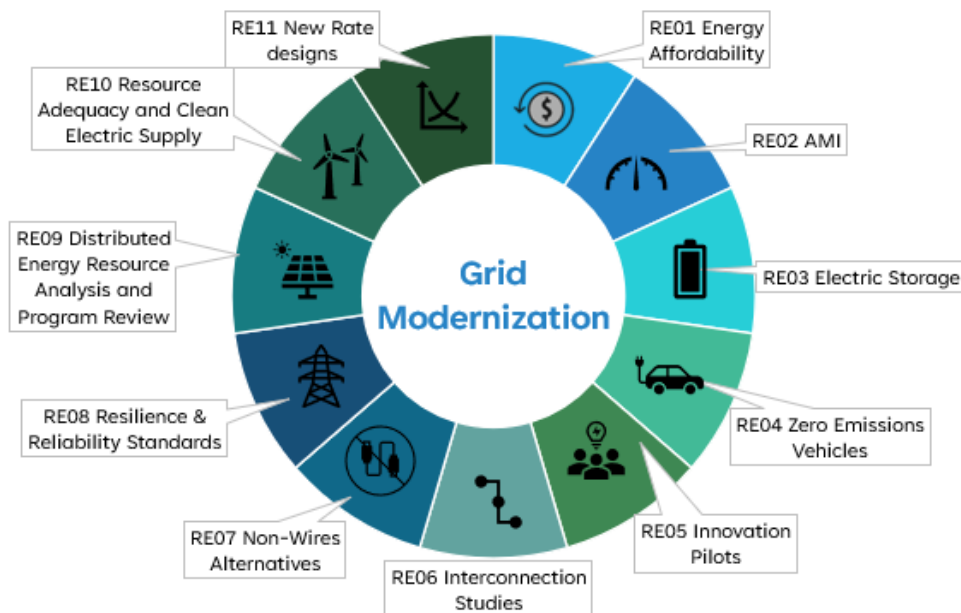 RE11 New Rate
designs
RE01 Energy
Affordability
RE10 Resource
Adequacy and Clean
Electric Supply
RE02 AMI
RE09 Distributed
Energy Resource
Analysis and
Program Review
Grid
Modernization
RE03 Electric Storage
RE08 Resilience &
Reliability Standards
RE04 Zero Emissions
Vehicles
RE07 Non-Wires
Alternatives
RE05 Innovation
Pilots
RE06 Interconnection
Studies
$